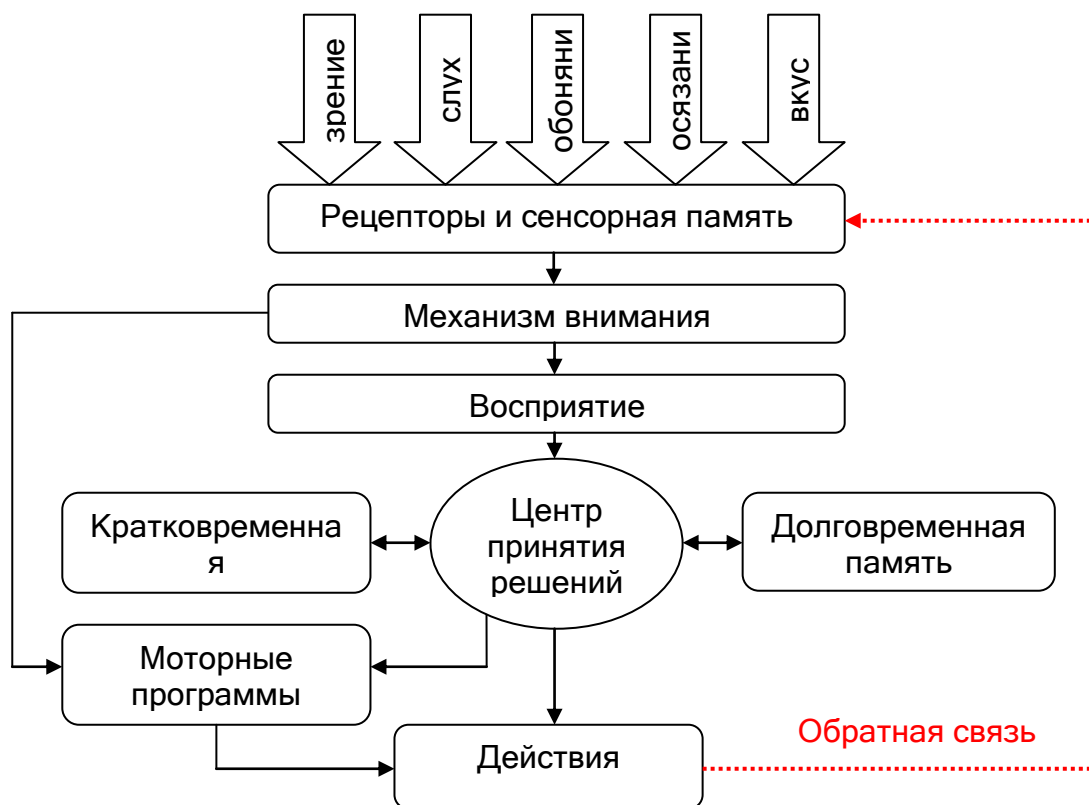 зрение
слух
обоняни
осязани
вкус
Рецепторы и сенсорная память
Механизм внимания
Восприятие
Кратковременна
я
Центр
принятия
решений
Долговременная
память
Моторные
программы
Действия
Обратная связь